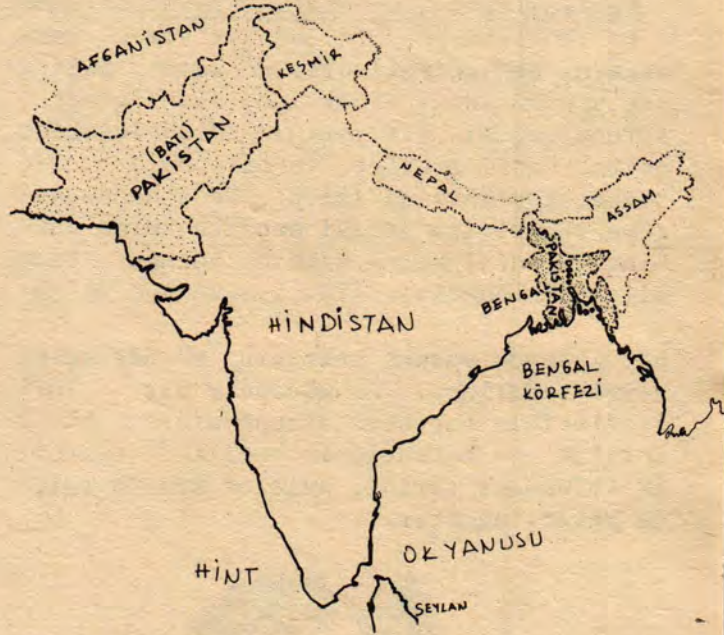 AFGANİSTAN
KEŞMİR
(BATI)
PAKİSTAN
NEPAL
ASSAM
DOĞU
PAKİSTAN
BENGAL
HİNDİSTAN
BENGAL
KÖRFEZİ
HİNT OKYANUSU
SEYLAN